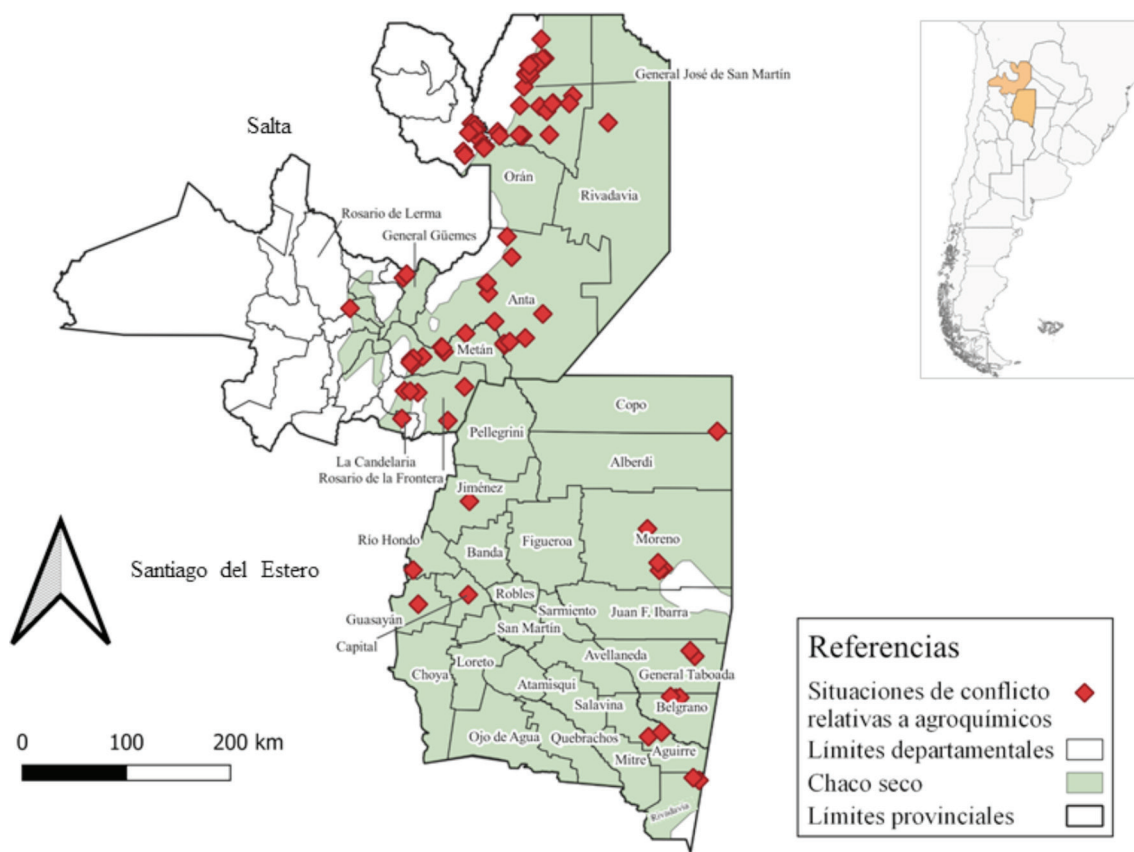 General José de San Martín
Salta
Orán
Rivadavia
Rosario de Lerma
General Güemes
Anta
Metán
Copo
Pellegrini
La Candelaria
Rosario de la Frontera
Alberdi
Jiménez
Río Hondo
Figueroa
Moreno
Banda
Santiago del Estero
Robles
Guasayán
Sarmiento
Juan F. Ibarra
Capital
San Martín
Avellaneda
Choya
Loreto
General Taboada
Atamisqui
Salavina
Belgrano
Ojo de Agua
Quebrachos
Aguirre
Mitre
Rivadavia
0 100 200 km
Referencias
Situaciones de conflicto
relativas a agroquímicos
Límites departamentales
Chaco seco
Límites provinciales